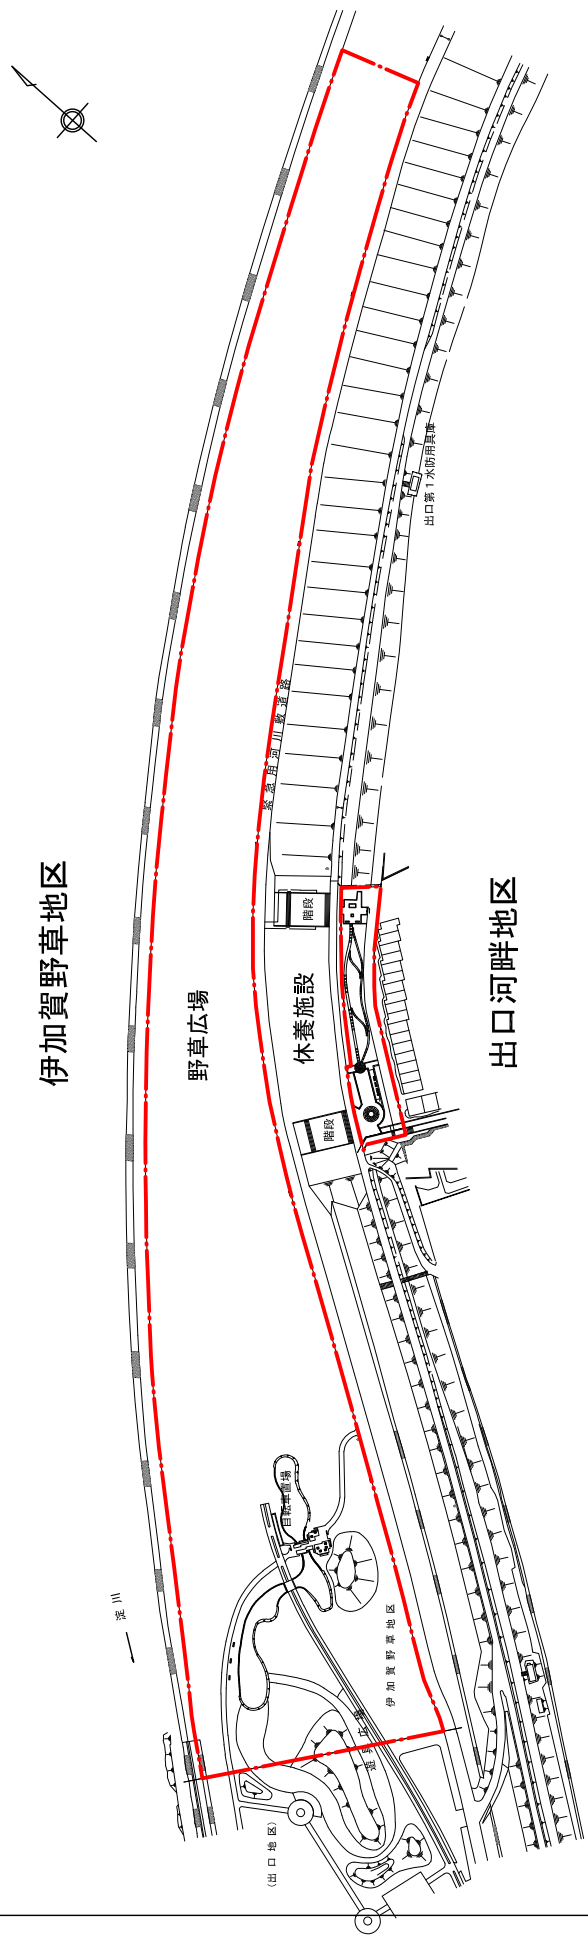 出口第1水防用具庫
緊急用河川敷道路
伊加賀野草地区
出口河畔地区
階段
休養施設
野草広場
階段
自転車置場
淀川
伊加賀野草地区
(出口地区)